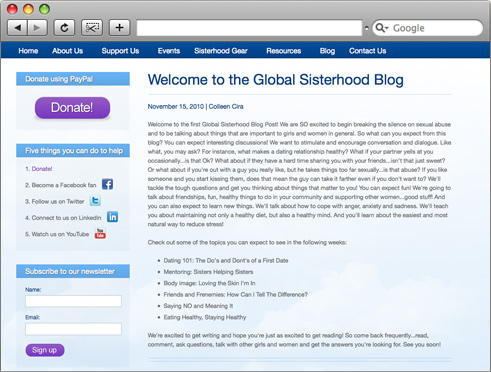 Google
Home About Us Support Us Events Sisterhood Gear Resources Blog Contact Us
Donate using PayPal
Donate!
Five things you can do to help
1. Donate!
2. Become a Facebook fan
3. Follow us on Twitter
4. Connect to us on LinkedIn
5. Watch us on YouTube
You Tube
Subscribe to our newsletter
Name:
Email:
Sign up
Welcome to the Global Sisterhood Blog
November 15, 2010 | Colleen Cira
Welcome to the first Global Sisterhood Blog Post! We are SO excited to begin breaking the silence on sexual abuse
and to be talking about things that are important to girls and women in general. So what can you expect from this
blog? You can expect interesting discussions! We want to stimulate and encourage conversation and dialogue. Like
what, you may ask? For instance, what makes a dating relationship healthy? What if your partner yells at you
occasionally...is that Ok? What about if they have a hard time sharing you with your friends...isn't that just sweet?
Or what about if you're out with a guy you really like, but he takes things too far sexually...is that abuse? If you like
someone and you start kissing them, does that mean the guy can take it farther even if you don't want to? We'll
tackle the tough questions and get you thinking about things that matter to you! You can expect fun! We're going to
talk about friendships, fun, healthy things to do in your community and supporting other women...good stuff! And
you can also expect to learn new things. We'll talk about how to cope with anger, anxiety and sadness. We'll teach
you about maintaining not only a healthy diet, but also a healthy mind. And you'll learn about the easiest and most
natural way to reduce stress!
Check out some of the topics you can expect to see in the following weeks:
• Dating 101: The Do's and Dont's of a First Date
• Mentoring: Sisters Helping Sisters
• Body image: Loving the Skin I'm In
• Friends and Frenemies: How Can I Tell The Difference?
• Saying NO and Meaning It
• Eating Healthy, Staying Healthy
We're excited to get writing and hope you're just as excited to get reading! So come back frequently...read,
comment, ask questions, talk with other girls and women and get the answers you're looking for. See you soon!